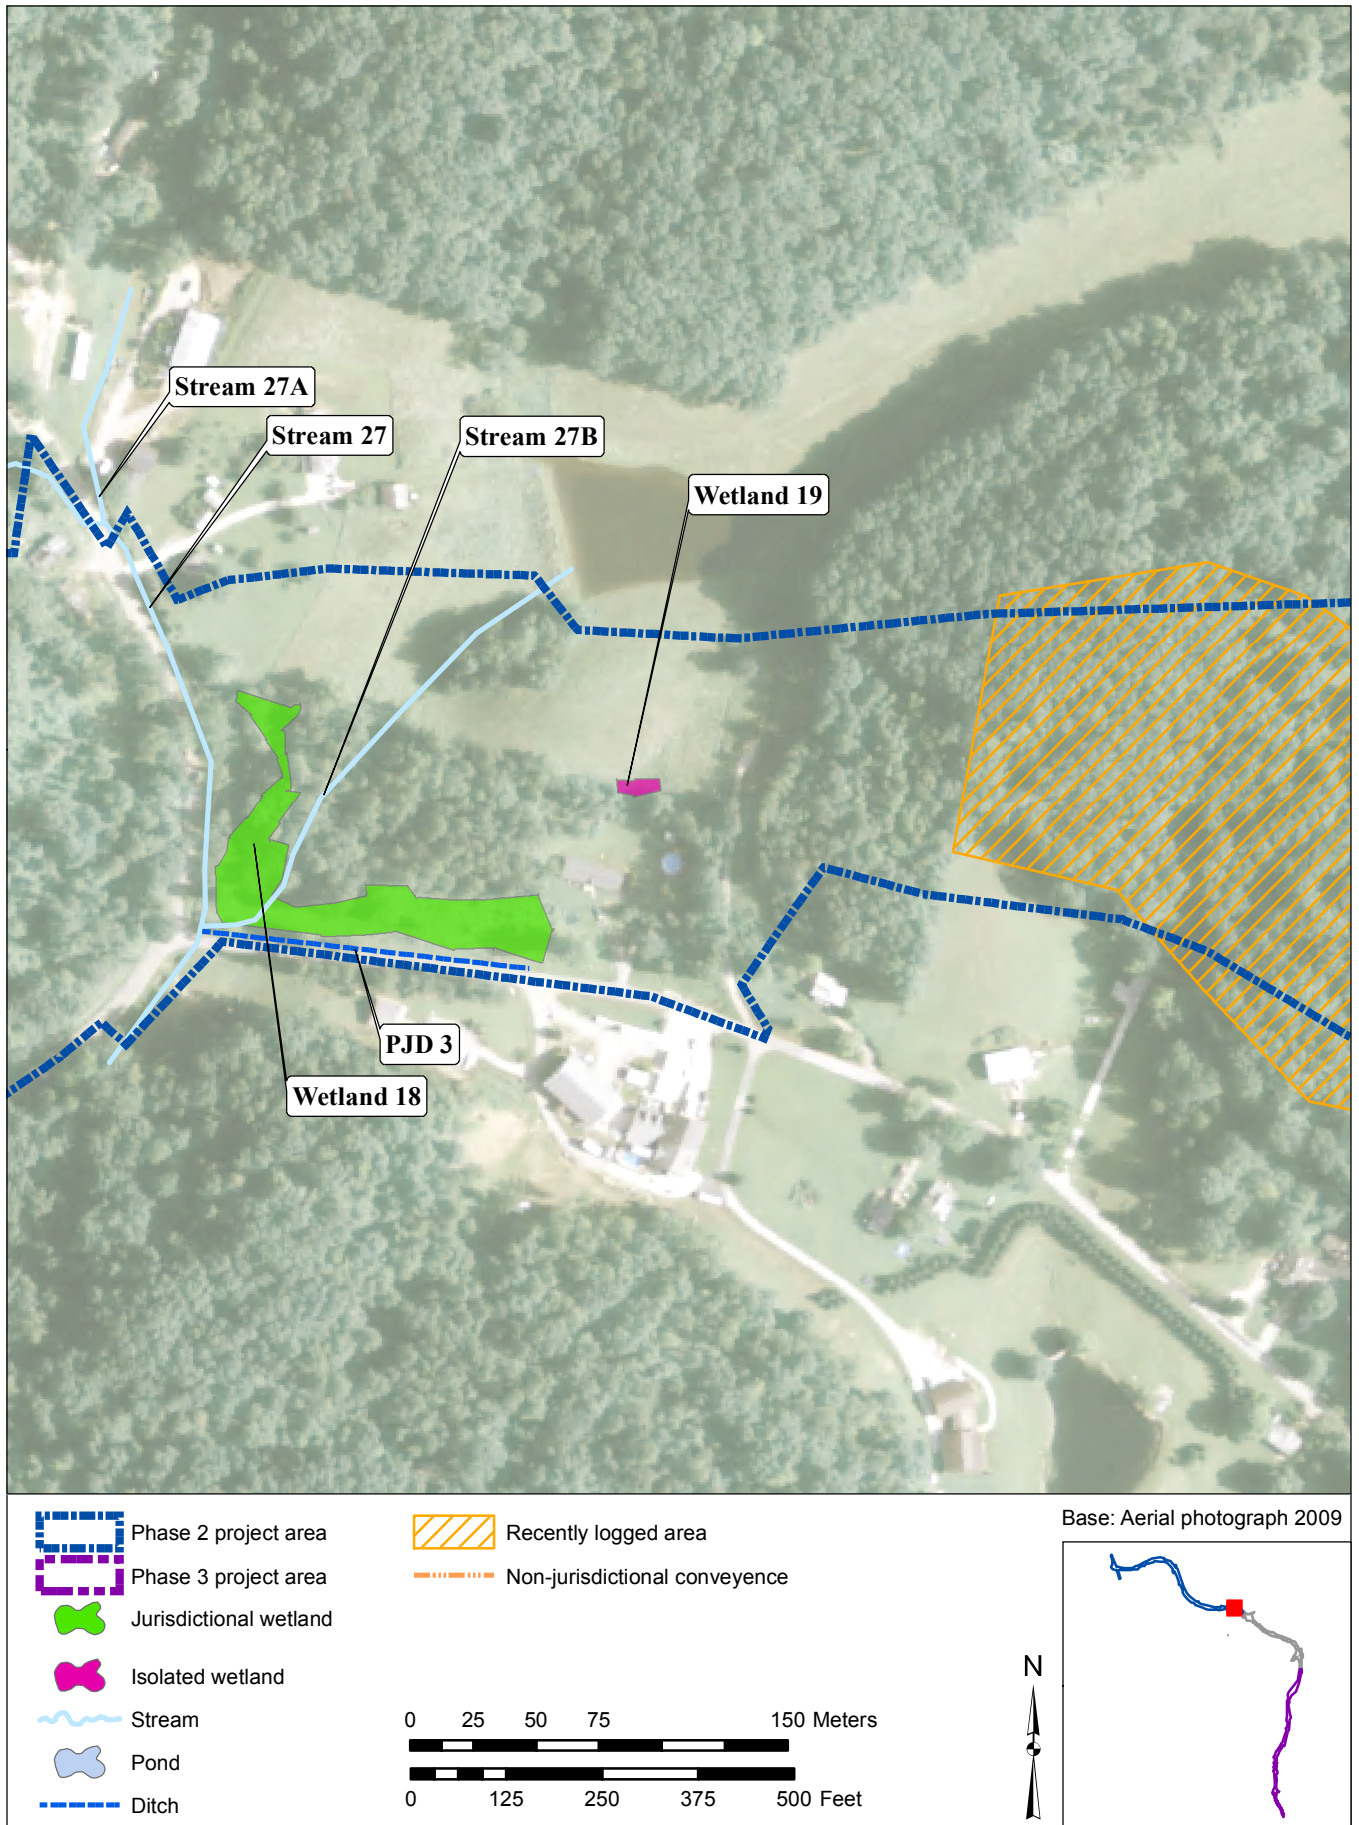 Stream 27A
Stream 27
Stream 27B
Wetland 19
PJD 3
Wetland 18
Phase 2 project area
Phase 3 project area
Jurisdictional wetland
Isolated wetland
Stream
Pond
Ditch
Recently logged area
Non-jurisdictional conveyence
0 25 50 75 150 Meters
0 125 250 375 500 Feet
N
Base: Aerial photograph 2009